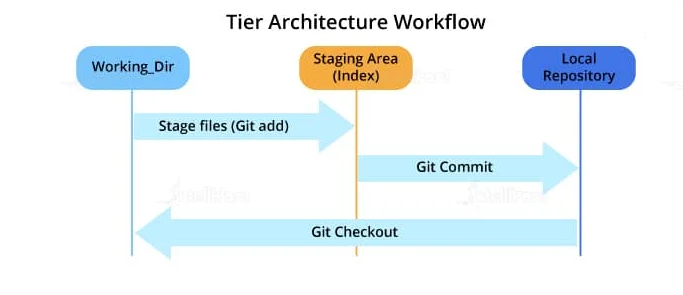 Tier Architecture Workflow
Working_Dir
Staging Area
(Index)
Local
Repository
Stage files (Git add)
Git Commit
Git Checkout